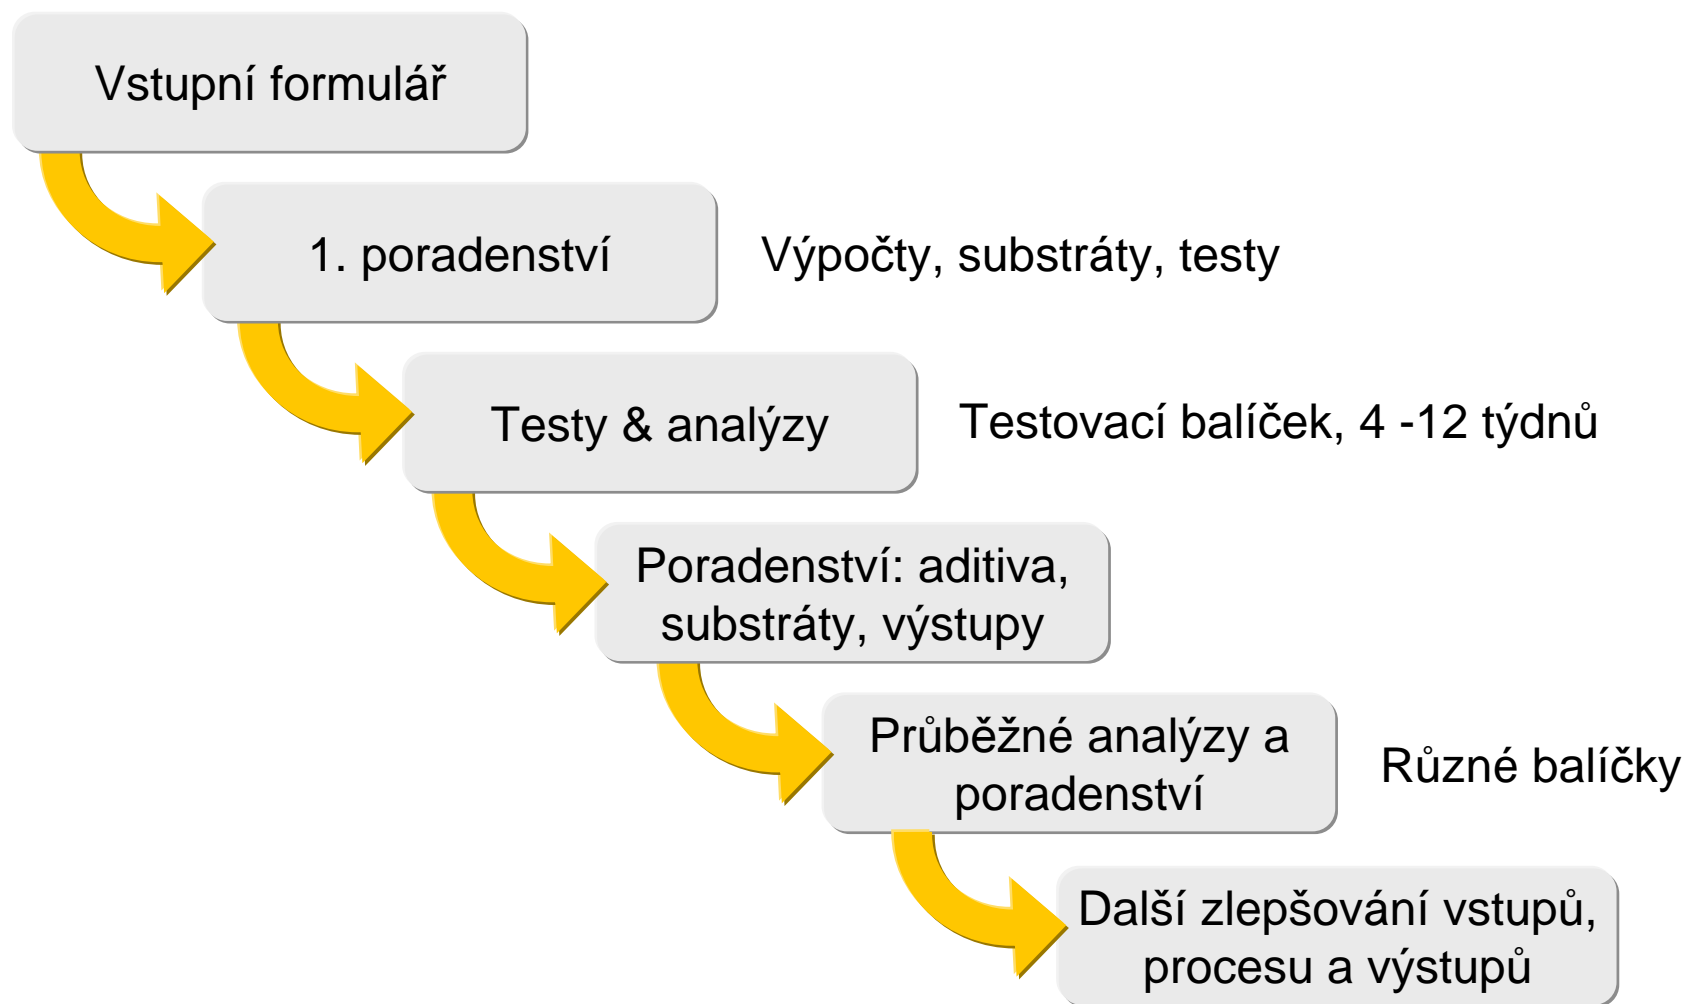 Vstupní formulář
1. poradenství
Výpočty, substráty, testy
Testy & analýzy
Testovací balíček, 4 -12 týdnů
Poradenství: aditiva,
substráty, výstupy
Průběžné analýzy a
poradenství
Různé balíčky
Další zlepšování vstupů,
procesu a výstupů